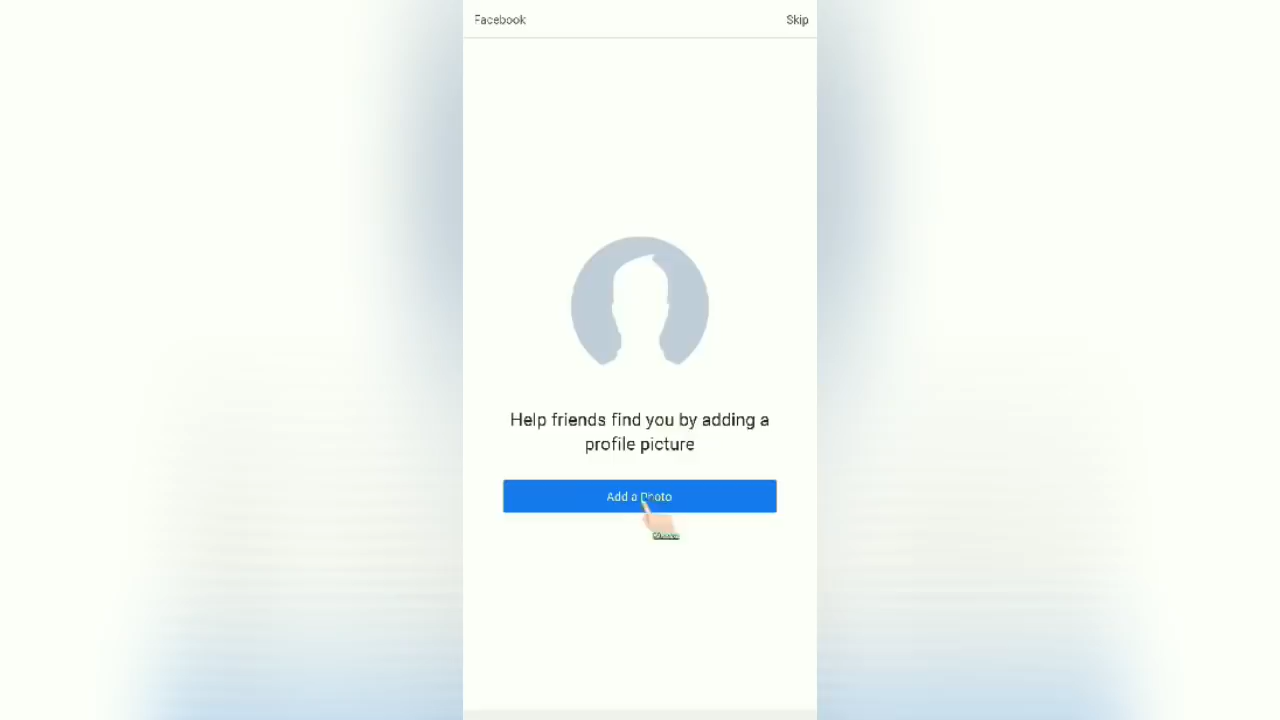 Facebook
Skip
Help friends find you by adding a
profile picture
Add a Photo